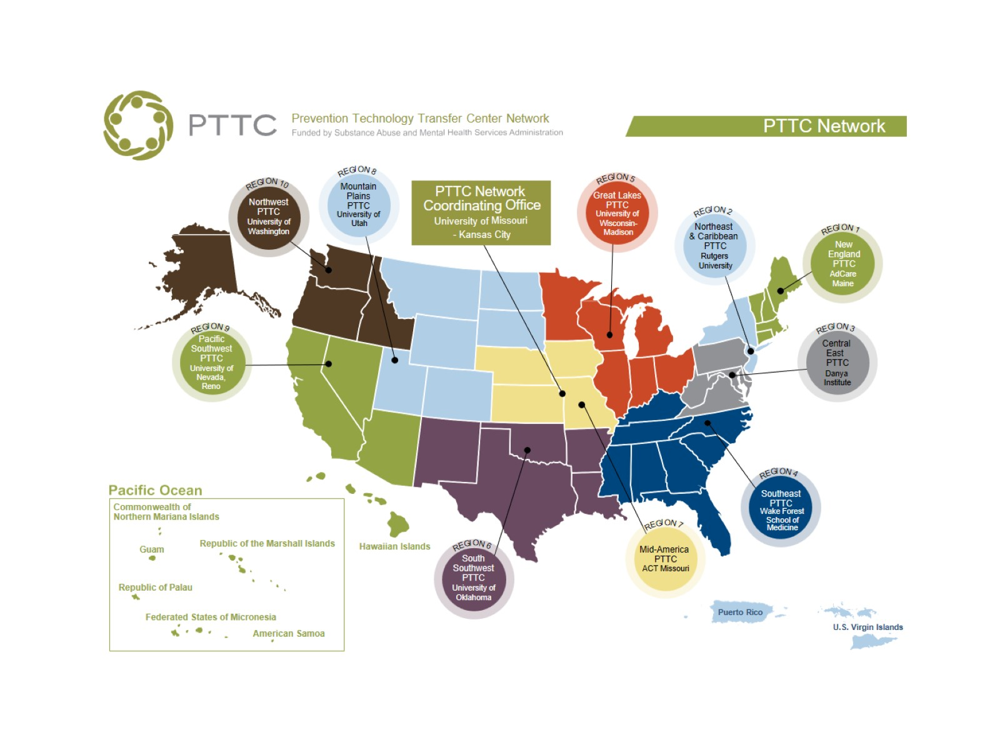 PTTC
Prevention Technology Transfer Center Network
Funded by Substance Abuse and Mental Health Services Administration
PTTC Network
REGION 10
Northwest
PTTC
University of
Washington
REGION 8
Mountain
Plains
PTTC
University of
Utah
PTTC Network
Coordinating Office
University of Missouri
- Kansas City
REGION 5
Great Lakes
PTTC
University of
Wisconsin-
Madison
REGION 2
Northeast
& Caribbean
PTTC
Rutgers
University
REGION 1
New
England
PTTC
AdCare
Maine
REGION 9
Pacific
Southwest
PTTC
University of
Nevada,
Reno
REGION 3
Central
East
PTTC
Danya
Institute
REGION 4
Southeast
PTTC
Wake Forest
School of
Medicine
REGION 7
Mid-America
PTTC
ACT Missouri
REGION 6
South
Southwest
PTTC
University of
Oklahoma
Pacific Ocean
Commonwealth of
Northern Mariana Islands
Guam
Republic of the Marshall Islands
Republic of Palau
Federated States of Micronesia
American Samoa
Hawaiian Islands
Puerto Rico
U.S. Virgin Islands